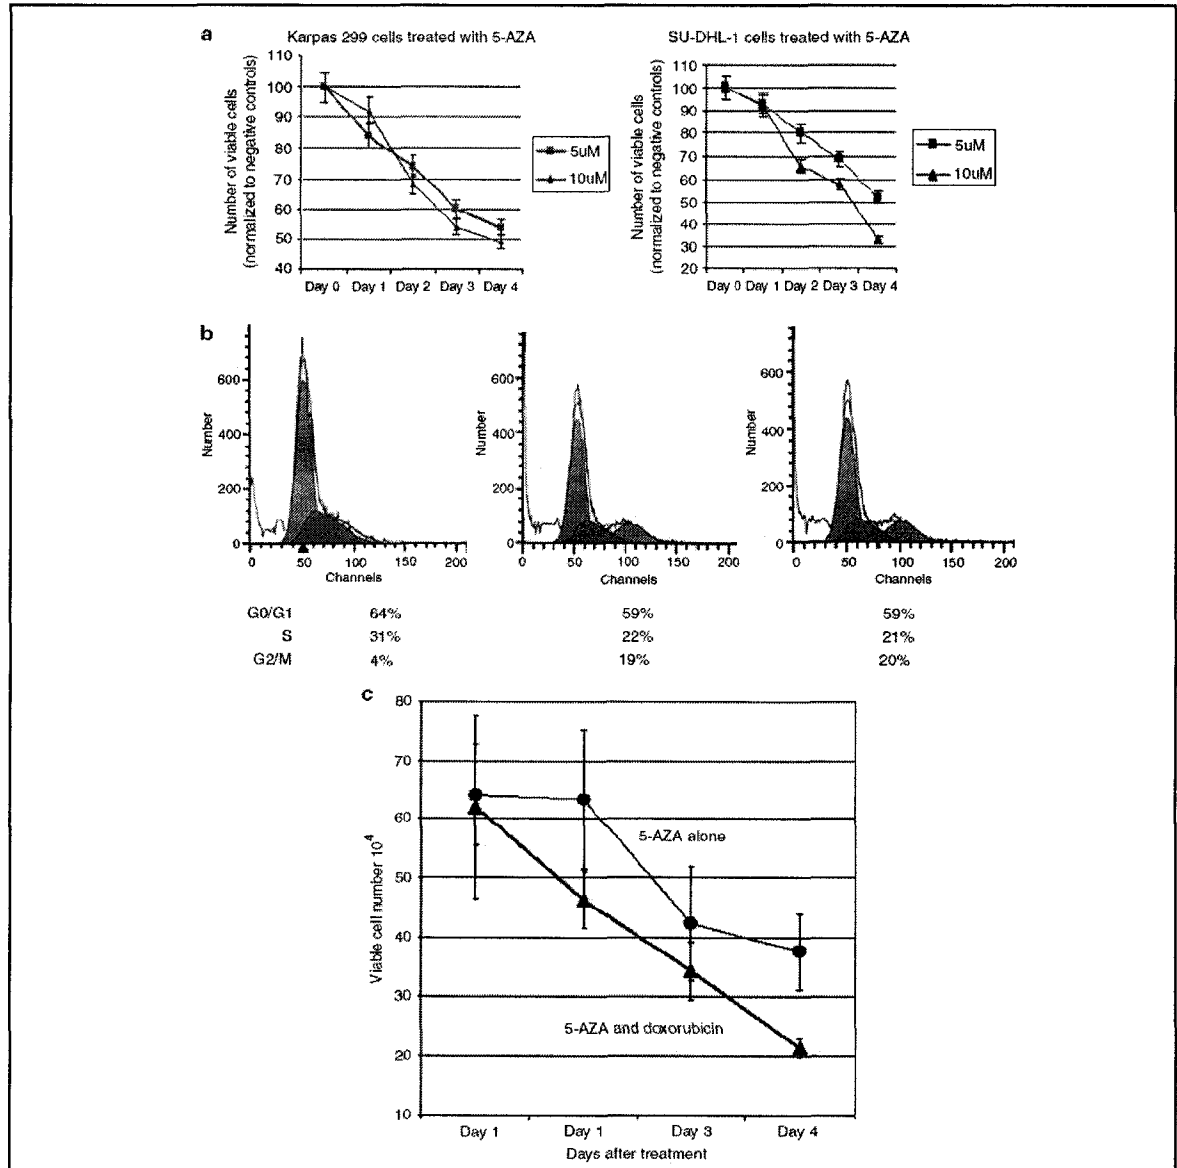 a
Karpas 299 cells treated with 5-AZA
Number of viable cells
(normalized to negative controls)
110
100
90
80
70
60
50
40
Day 0 Day 1 Day 2 Day 3 Day 4
5uM
10uM
SU-DHL-1 cells treated with 5-AZA
Number of viable cells
(normalized to negative controls)
110
100
90
80
70
60
50
40
30
20
Day 0 Day 1 Day 2 Day 3 Day 4
5uM
10uM
b
Number
600
400
200
0
0 50 100 150 200
Channels
Number
600
400
200
0
0 50 100 150 200
Channels
Number
600
400
200
0
0 50 100 150 200
Channels
G0/G1 64% 59% 59%
S 31% 22% 21%
G2/M 4% 19% 20%
c
Viable cell number 10⁴
80
70
60
50
40
30
20
10
5-AZA alone
5-AZA and doxorubicin
Day 1 Day 1 Day 3 Day 4
Days after treatment